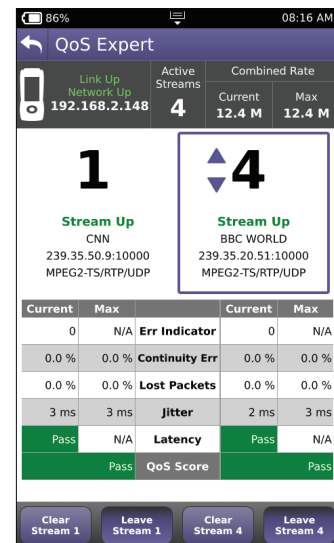 86% 08:16 AM
QoS Expert
Link Up
Network Up
192.168.2.148
Active
Streams
4
Combined Rate
Current Max
12.4 M 12.4 M
1
Stream Up
CNN
239.35.50.9:10000
MPEG2-TS/RTP/UDP
4
Stream Up
BBC WORLD
239.35.20.51:10000
MPEG2-TS/RTP/UDP
Current Max Current Max
0 N/A Err Indicator 0 N/A
0.0 % 0.0 % Continuity Err 0.0 % 0.0 %
0.0 % 0.0 % Lost Packets 0.0 % 0.0 %
3 ms 3 ms Jitter 2 ms 3 ms
Pass N/A Latency Pass N/A
Pass QoS Score Pass
Clear Leave Clear Leave
Stream 1 Stream 1 Stream 4 Stream 4